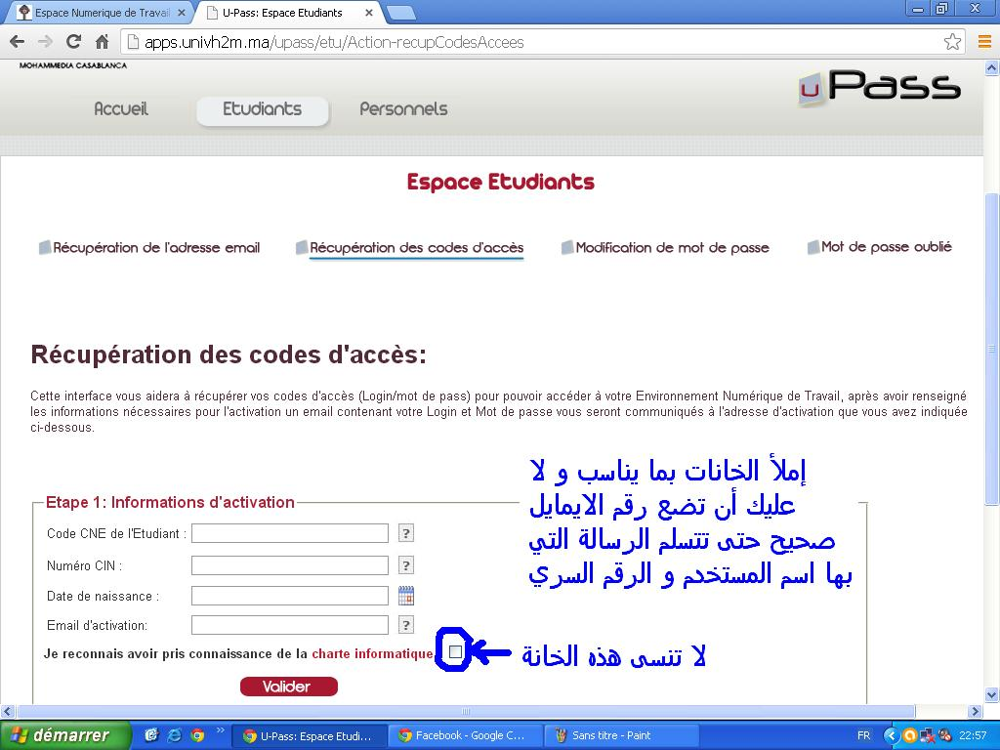 Espace Numerique de Travail
U-Pass: Espace Etudiants
apps.univh2m.ma/upass/etu/Action-recupCodesAccees
MOHAMMEDIA CASABLANCA
Accueil
Etudiants
Personnels
u Pass
Espace Etudiants
Récupération de l'adresse email
Récupération des codes d'accès
Modification de mot de passe
Mot de passe oublié
Récupération des codes d'accès:
Cette interface vous aidera à récupérer vos codes d'accès (Login/mot de pass) pour pouvoir accéder à votre Environnement Numérique de Travail, après avoir renseigné
les informations nécessaires pour l'activation un email contenant votre Login et Mot de passe vous seront communiqués à l'adresse d'activation que vous avez indiquée
ci-dessous.
إملأ الخانات بما يناسب و لا
عليك أن تضع رقم الايمايل
صحيح حتى تتسلم الرسالة التي
بها اسم المستخدم و الرقم السري
Etape 1: Informations d'activation
Code CNE de l'Etudiant :
?
Numéro CIN :
?
Date de naissance :
Email d'activation:
?
Je reconnais avoir pris connaissance de la charte informatique.
لا تنسى هذه الخانة
Valider
démarrer
U-Pass: Espace Etudi...
Facebook - Google C...
Sans titre - Paint
FR
22:57